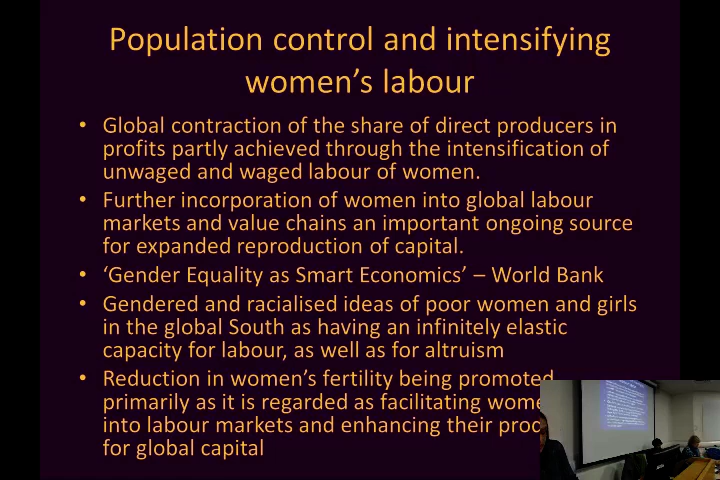 Population control and intensifying
women's labour
• Global contraction of the share of direct producers in
profits partly achieved through the intensification of
unwaged and waged labour of women.
• Further incorporation of women into global labour
markets and value chains an important ongoing source
for expanded reproduction of capital.
• ‘Gender Equality as Smart Economics’ – World Bank
• Gendered and racialised ideas of poor women and girls
in the global South as having an infinitely elastic
capacity for labour, as well as for altruism
• Reduction in women's fertility being promoted
primarily as it is regarded as facilitating
into labour markets and enhancing their
for global capital